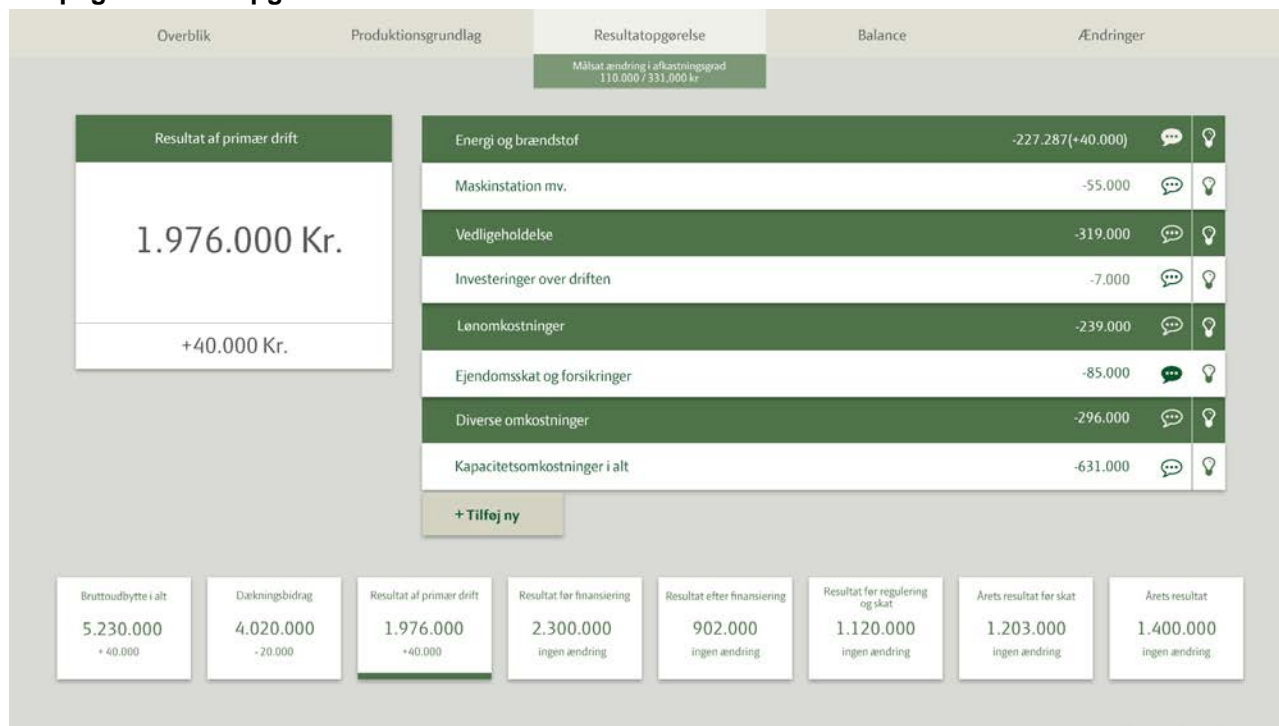 Overblik
Produktionsgrundlag
Resultatopgørelse
Balance
Ændringer
Målsat ændring i afkastningsgrad
110.000 / 331,000 kr
Resultat af primær drift
1.976.000 Kr.
+40.000 Kr.
Energi og brændstof -227.287(+40.000)
Maskinstation mv. -55.000
Vedligeholdelse -319.000
Investeringer over driften -7.000
Lønomkostninger -239.000
Ejendomsskat og forsikringer -85.000
Diverse omkostninger -296.000
Kapacitetsomkostninger i alt -631.000
+ Tilføj ny
Bruttoudbytte i alt
5.230.000
+ 40.000
Dækningsbidrag
4.020.000
- 20.000
Resultat af primær drift
1.976.000
+40.000
Resultat før finansiering
2.300.000
ingen ændring
Resultat efter finansiering
902.000
ingen ændring
Resultat før regulering
og skat
1.120.000
ingen ændring
Årets resultat før skat
1.203.000
ingen ændring
Årets resultat
1.400.000
ingen ændring